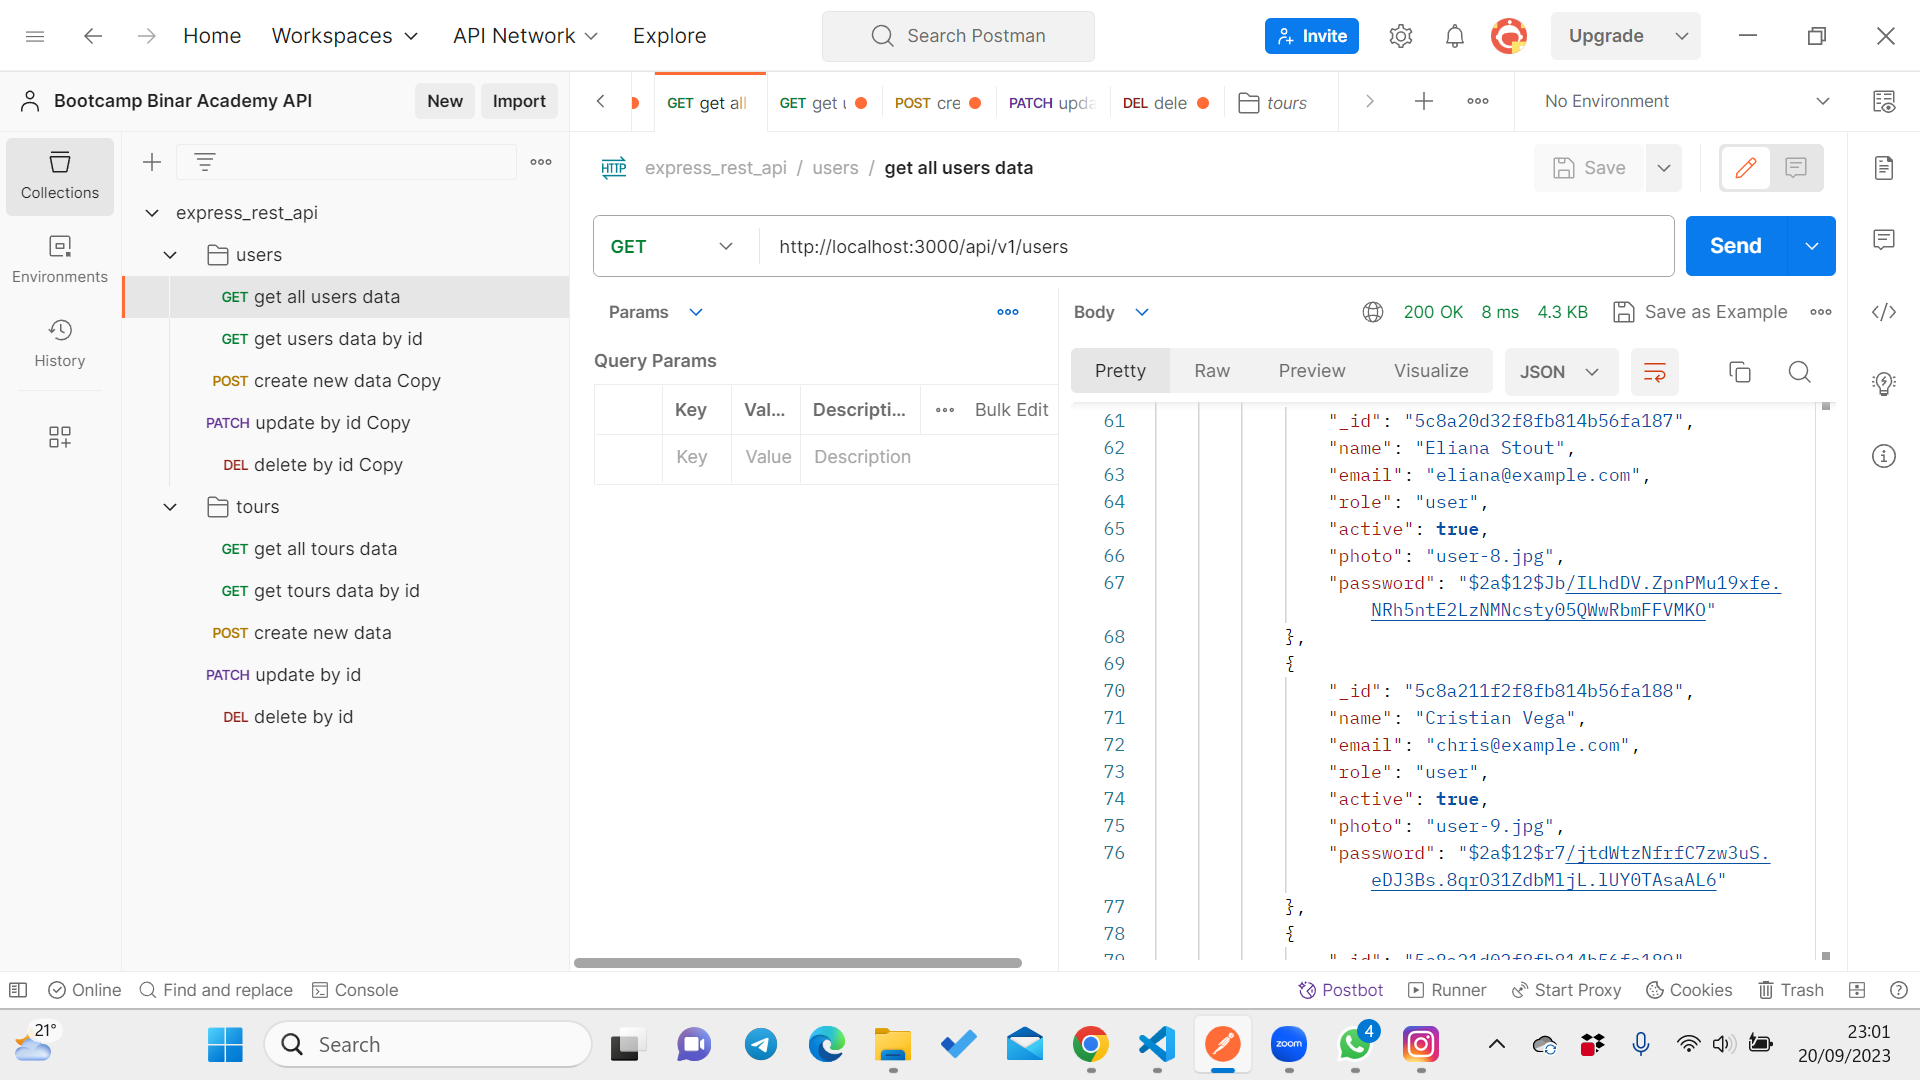 Home Workspaces API Network Explore Search Postman Invite Upgrade
Bootcamp Binar Academy API New Import
GET get all GET get u POST cre PATCH upda DEL dele tours No Environment
Collections
Environments
History
express_rest_api
users
GET get all users data
GET get users data by id
POST create new data Copy
PATCH update by id Copy
DEL delete by id Copy
tours
GET get all tours data
GET get tours data by id
POST create new data
PATCH update by id
DEL delete by id
HTTP express_rest_api / users / get all users data Save
GET http://localhost:3000/api/v1/users Send
Params
Query Params
Key Val... Descripti... Bulk Edit
Key Value Description
Body 200 OK 8 ms 4.3 KB Save as Example
Pretty Raw Preview Visualize JSON
61 "_id": "5c8a20d32f8fb814b56fa187",
62 "name": "Eliana Stout",
63 "email": "eliana@example.com",
64 "role": "user",
65 "active": true,
66 "photo": "user-8.jpg",
67 "password": "$2a$12$Jb/ILhdDV.ZpnPMu19xfe.
NRh5ntE2LzNMNcsty05QWwRbmFFVMKO"
68 },
69 {
70 "_id": "5c8a211f2f8fb814b56fa188",
71 "name": "Cristian Vega",
72 "email": "chris@example.com",
73 "role": "user",
74 "active": true,
75 "photo": "user-9.jpg",
76 "password": "$2a$12$r7/jtdWtzNfrfC7zw3uS.
eDJ3Bs.8qrO31ZdbMljL.lUY0TAsaAL6"
77 },
78 {
79 "_id": "5c8a21d02f8fb814b56fa189",
Online Find and replace Console Postbot Runner Start Proxy Cookies Trash
21° Search zoom 4 23:01
20/09/2023